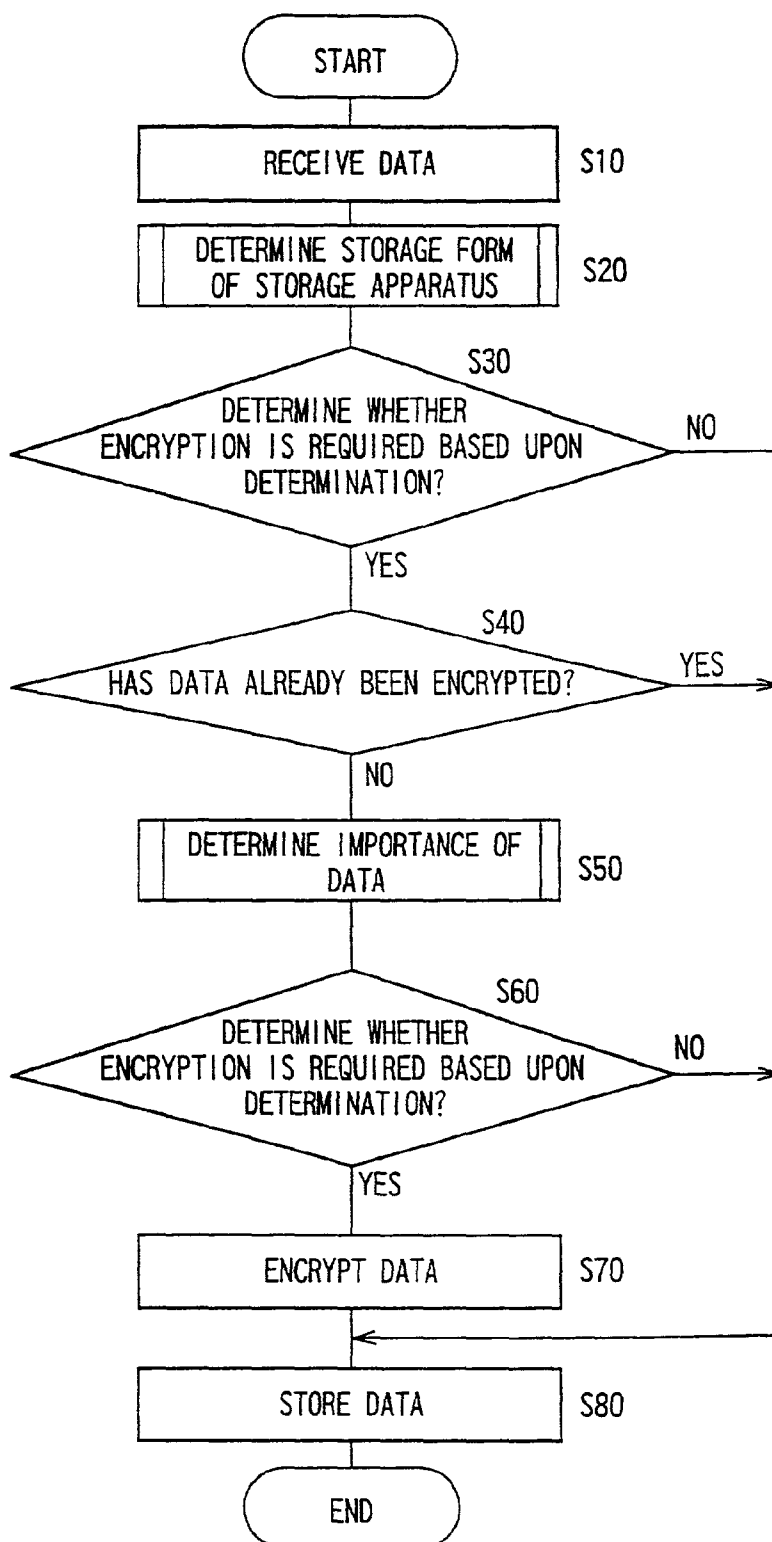 START
RECEIVE DATA
S10
DETERMINE STORAGE FORM
OF STORAGE APPARATUS
S20
S30
DETERMINE WHETHER
ENCRYPTION IS REQUIRED BASED UPON
DETERMINATION?
NO
YES
S40
HAS DATA ALREADY BEEN ENCRYPTED?
YES
NO
DETERMINE IMPORTANCE OF
DATA
S50
S60
DETERMINE WHETHER
ENCRYPTION IS REQUIRED BASED UPON
DETERMINATION?
NO
YES
ENCRYPT DATA
S70
STORE DATA
S80
END